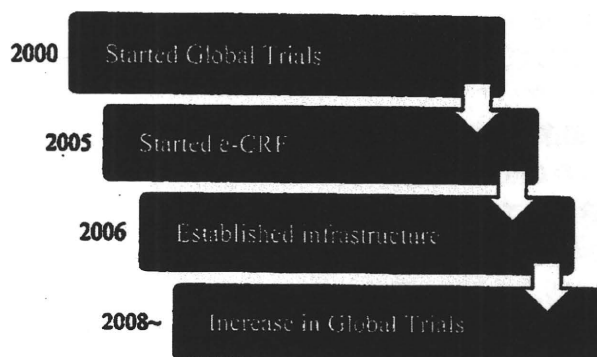 2000 Started Global Trials
2005 Started e-CRF
2006 Established infrastructure
2008~ Increase in Global Trials